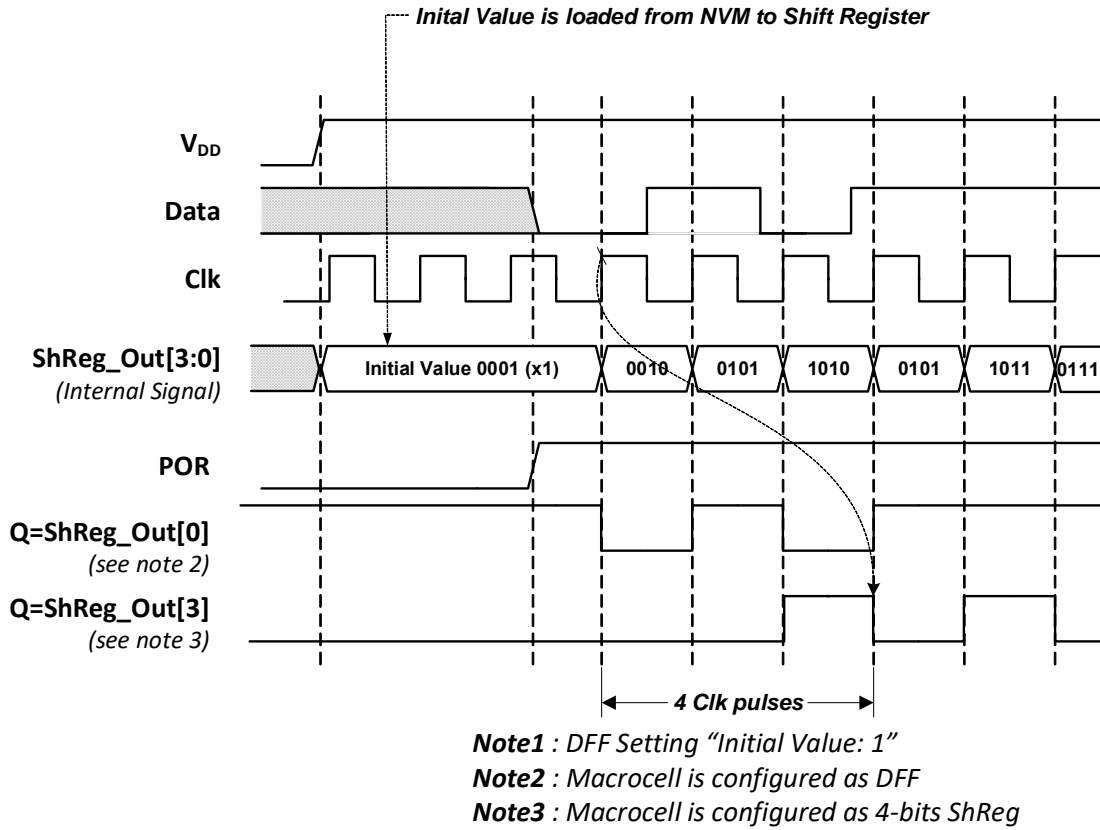 Inital Value is loaded from NVM to Shift Register
VDD
Data
Clk
ShReg_Out[3:0]
(Internal Signal)
Initial Value 0001 (x1)
0010
0101
1010
0101
1011
0111
POR
Q=ShReg_Out[0]
(see note 2)
Q=ShReg_Out[3]
(see note 3)
4 Clk pulses
Note1 : DFF Setting “Initial Value: 1”
Note2 : Macrocell is configured as DFF
Note3 : Macrocell is configured as 4-bits ShReg